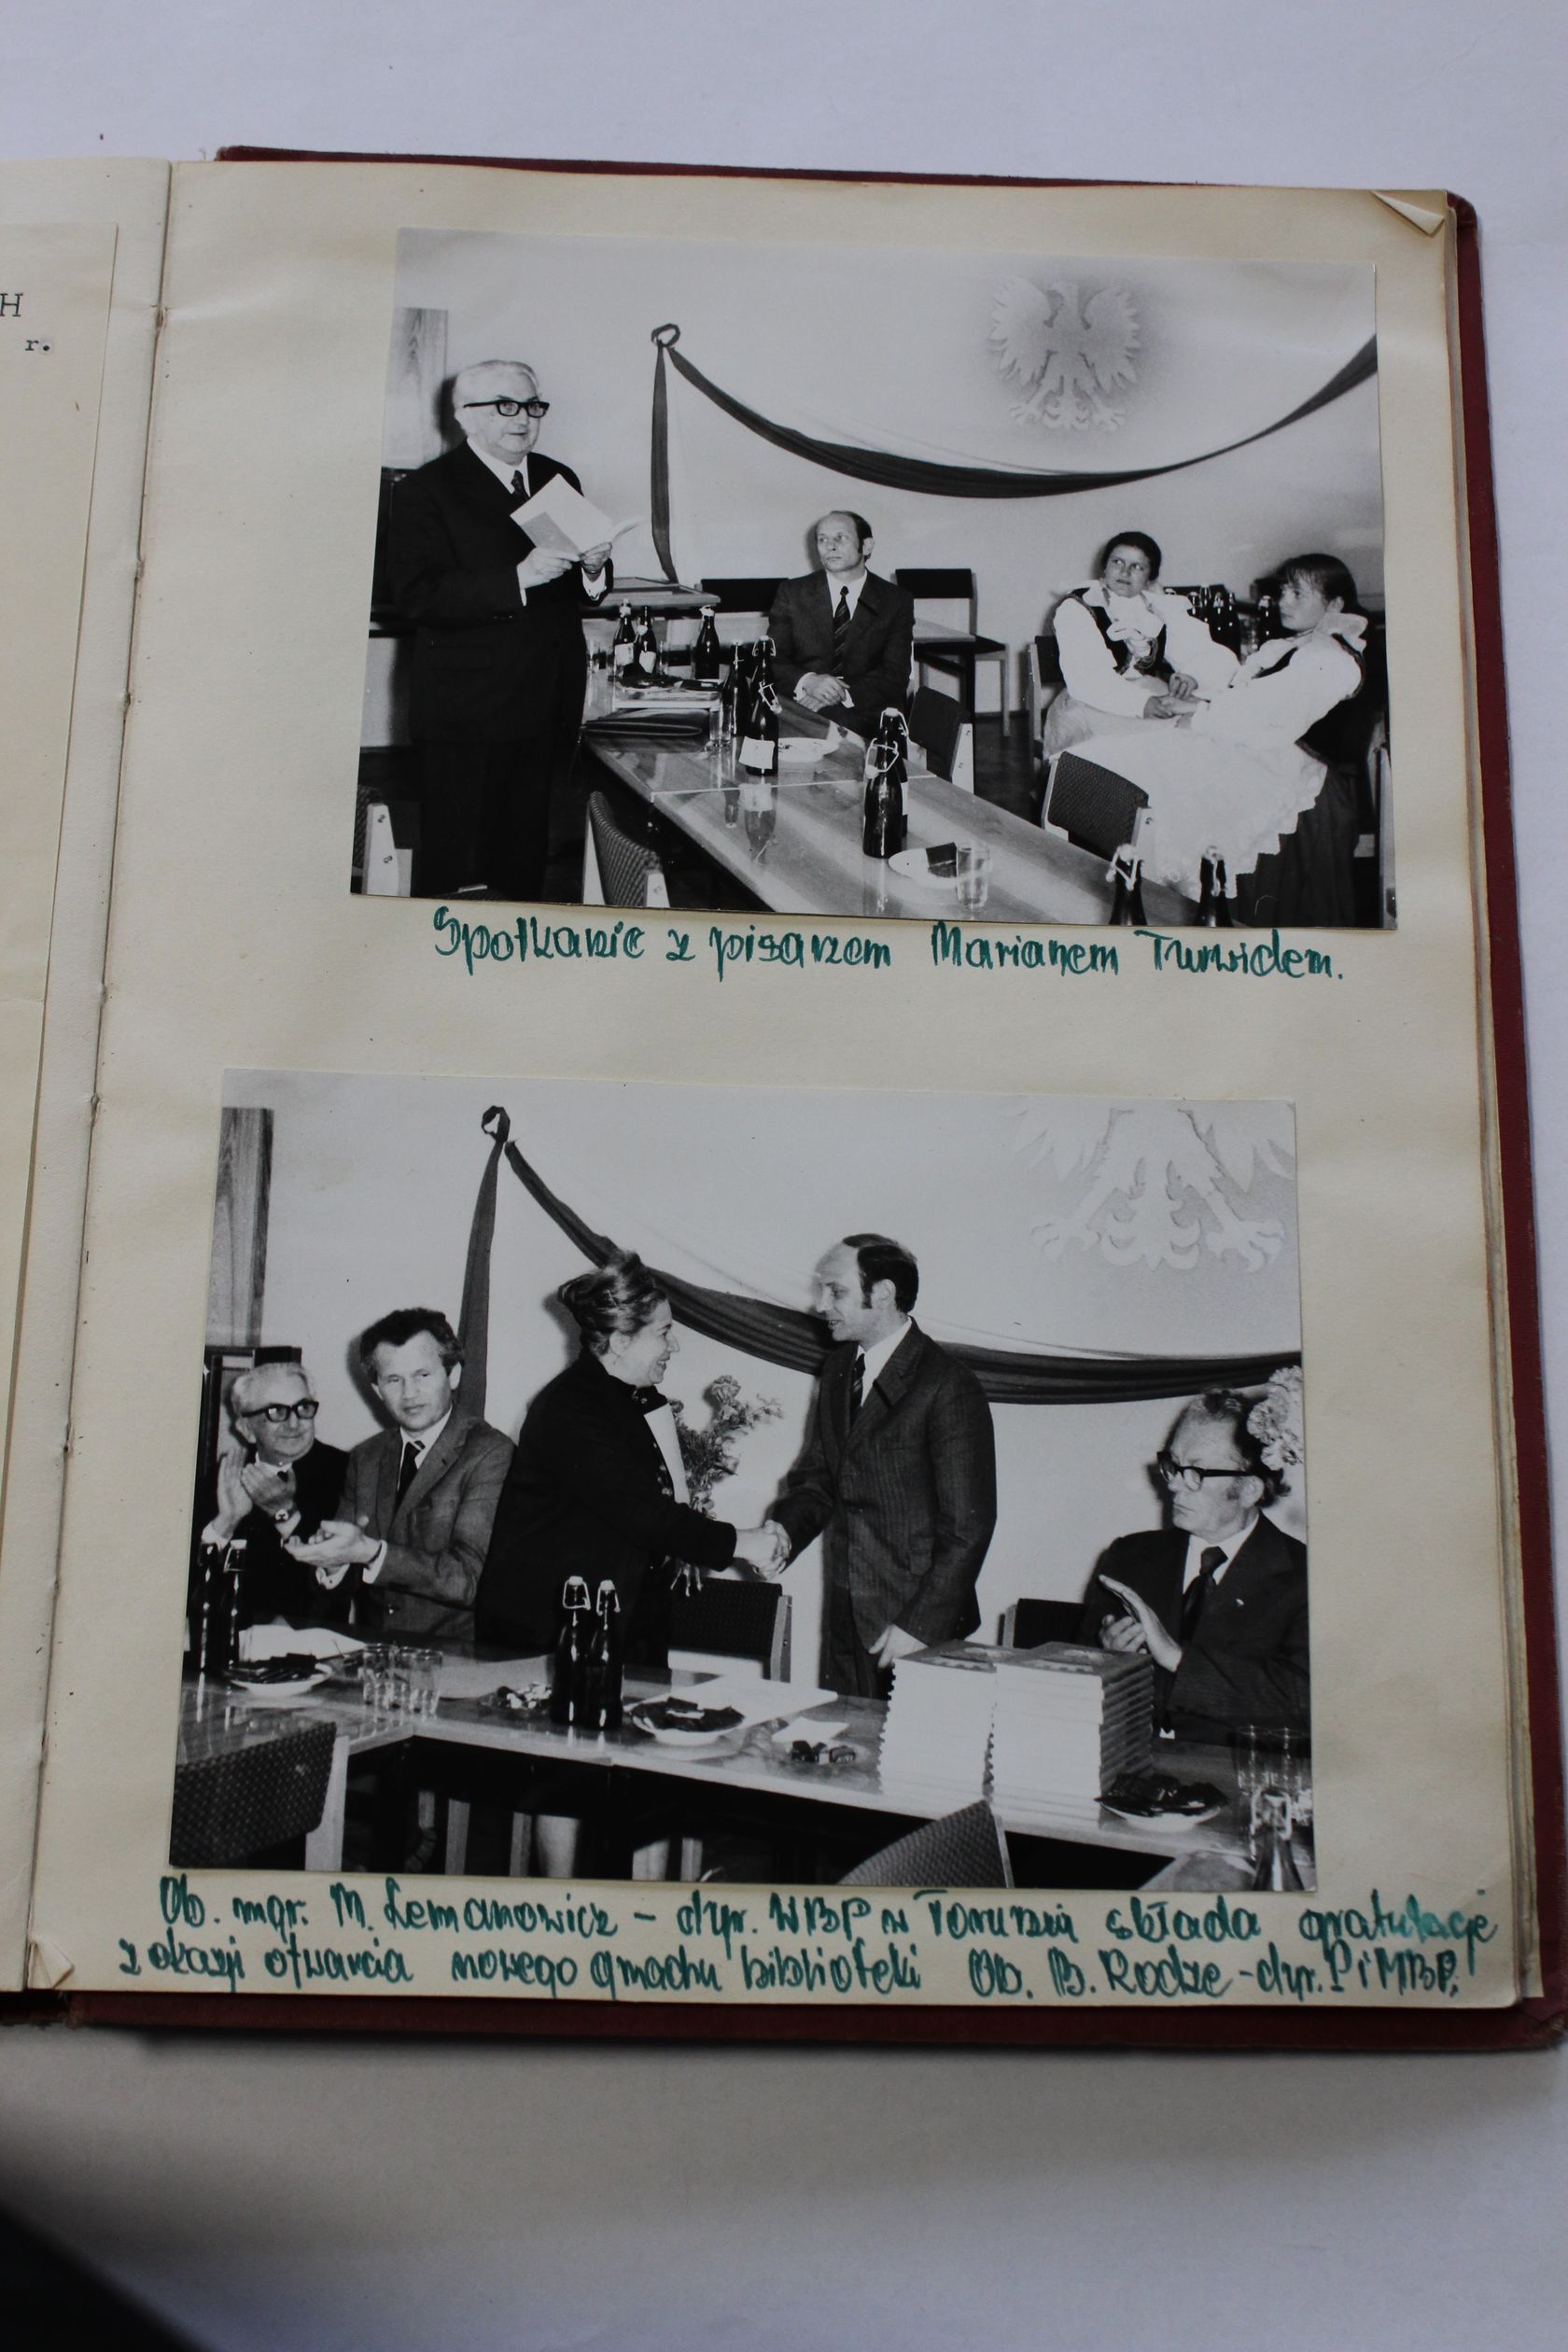 H
r.
Spotkanie z pisarzem Marianem Turwidem.
Ob. mgr. M. Lemanowicz - dyr. WBP w Toruniu składa gratulacje
z okazji otwarcia nowego gmachu biblioteki Ob. B. Rodze - dyr. PiMBP.